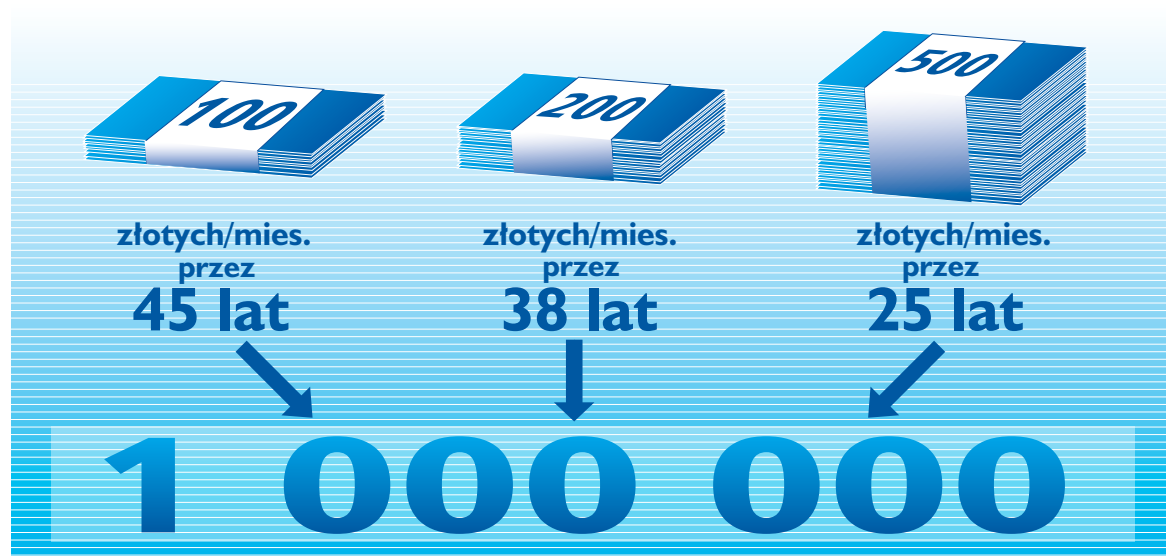 100
złotych/mies.
przez
45 lat
200
złotych/mies.
przez
38 lat
500
złotych/mies.
przez
25 lat
1 000 000